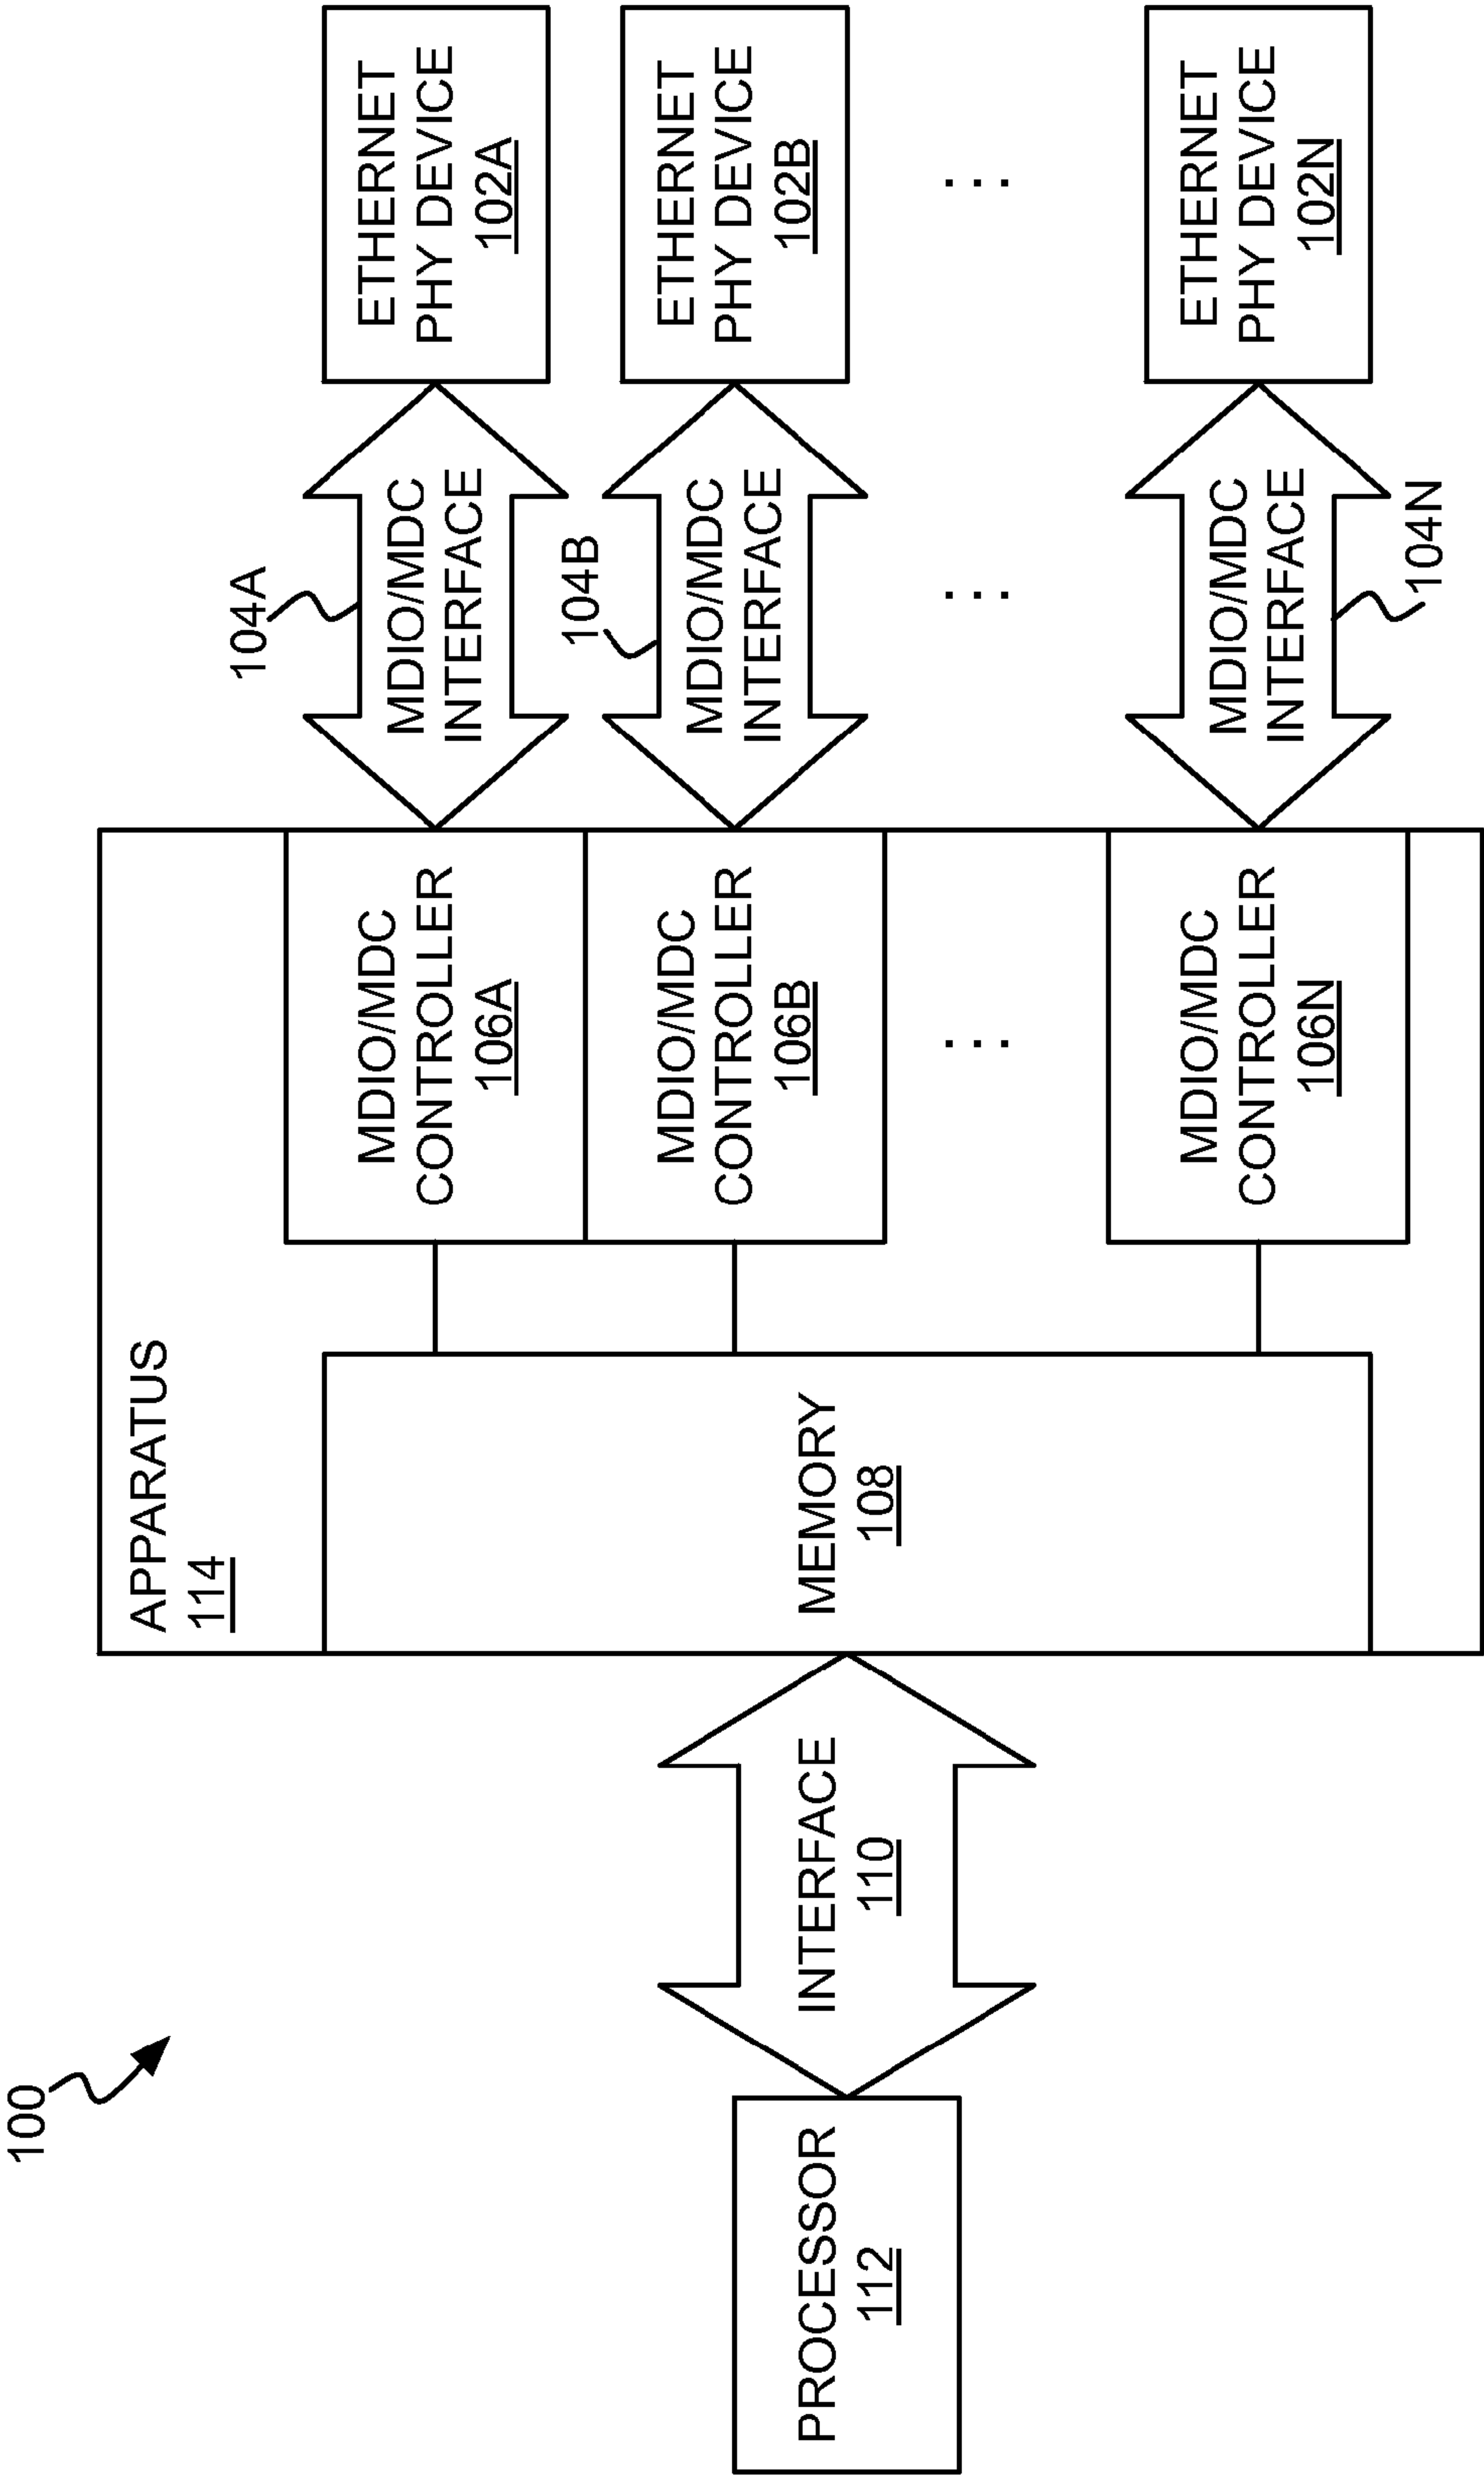 100
APPARATUS
114
PROCESSOR
112
INTERFACE
110
MEMORY
108
MDIO/MDC
CONTROLLER
106A
104A
MDIO/MDC
INTERFACE
ETHERNET
PHY DEVICE
102A
MDIO/MDC
CONTROLLER
106B
104B
MDIO/MDC
INTERFACE
ETHERNET
PHY DEVICE
102B
...
...
...
MDIO/MDC
CONTROLLER
106N
MDIO/MDC
INTERFACE
104N
ETHERNET
PHY DEVICE
102N